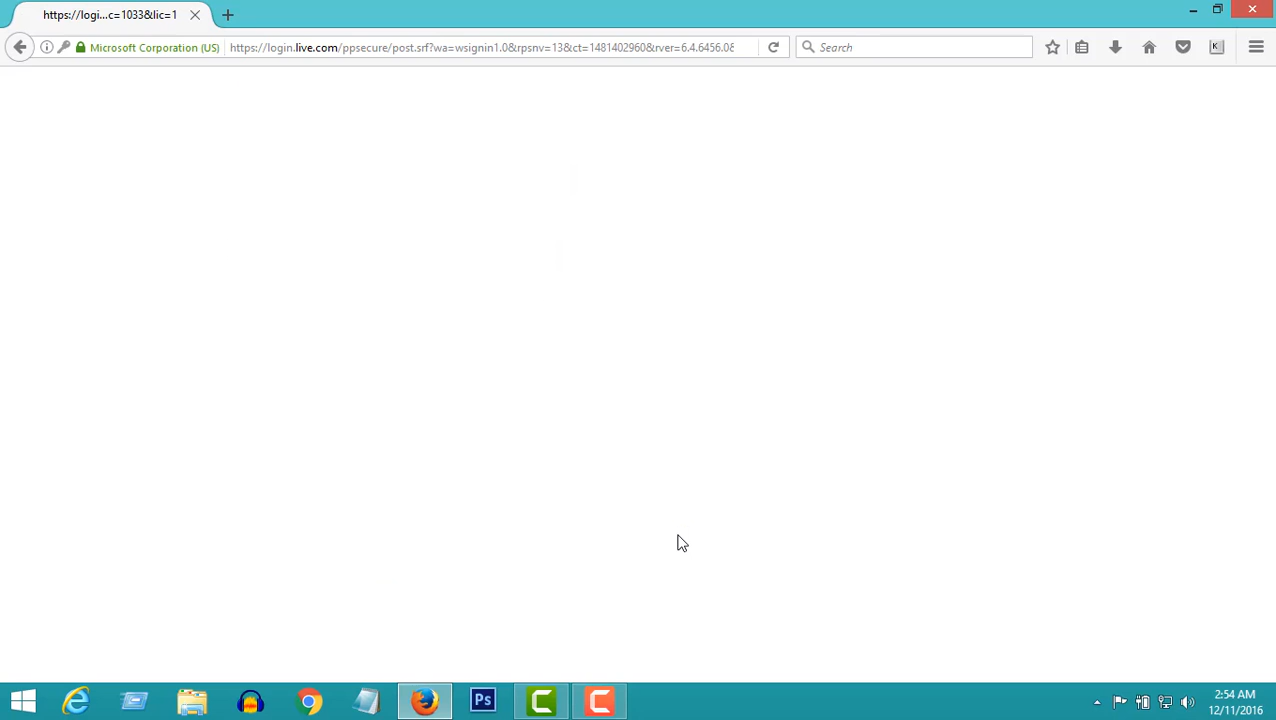 https://logi...c=1033&lic=1
Microsoft Corporation (US)
https://login.live.com/ppsecure/post.srf?wa=wsignin1.0&rpsnv=13&ct=1481402960&rver=6.4.6456.0&
Search
K
Ps
2:54 AM
12/11/2016